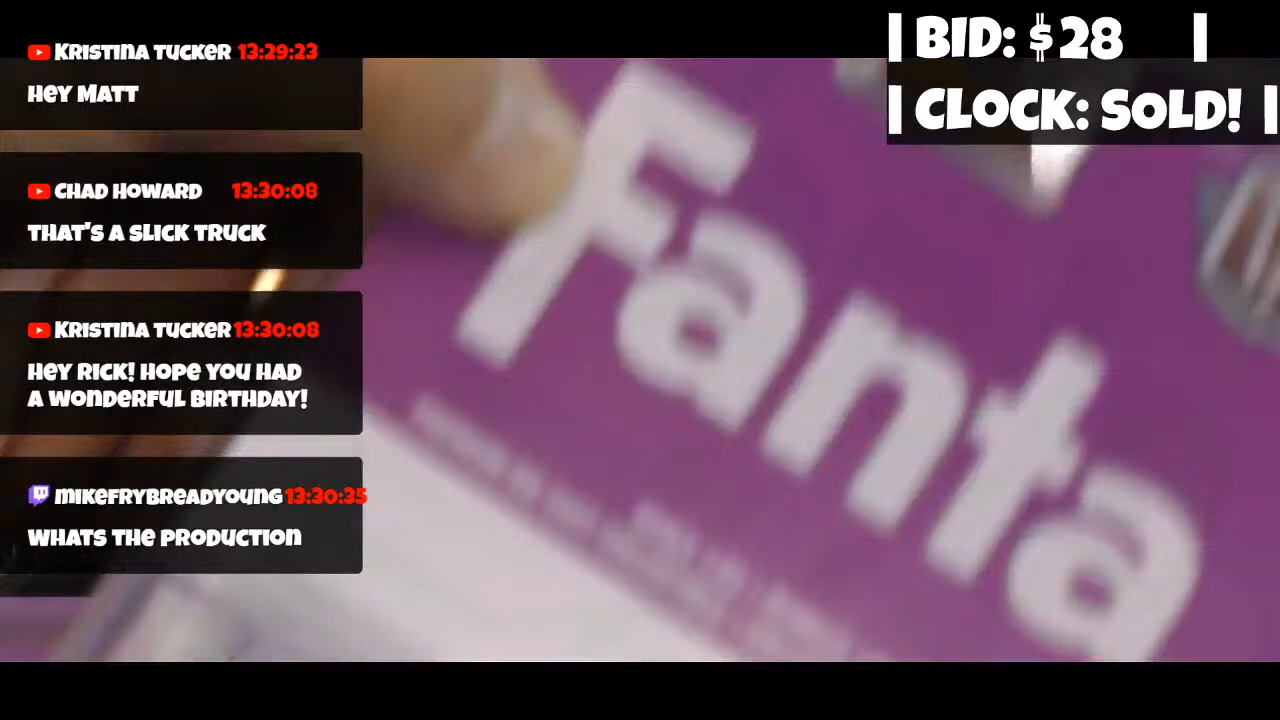 Kristina Tucker 13:29:23
Hey Matt
Chad Howard 13:30:08
That's a slick truck
Kristina Tucker 13:30:08
Hey Rick! Hope you had
a wonderful birthday!
mikefrybreadyoung 13:30:35
Whats the production
| BID: $28 |
| CLOCK: SOLD! |
Fanta